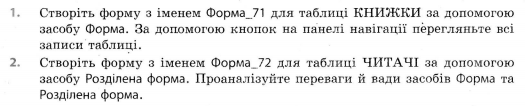 1. Створіть форму з іменем Форма_71 для таблиці КНИЖКИ за допомогою
засобу Форма. За допомогою кнопок на панелі навігації перегляньте всі
записи таблиці.
2. Створіть форму з іменем Форма_72 для таблиці ЧИТАЧІ за допомогою
засобу Розділена форма. Проаналізуйте переваги й вади засобів Форма та
Розділена форма.